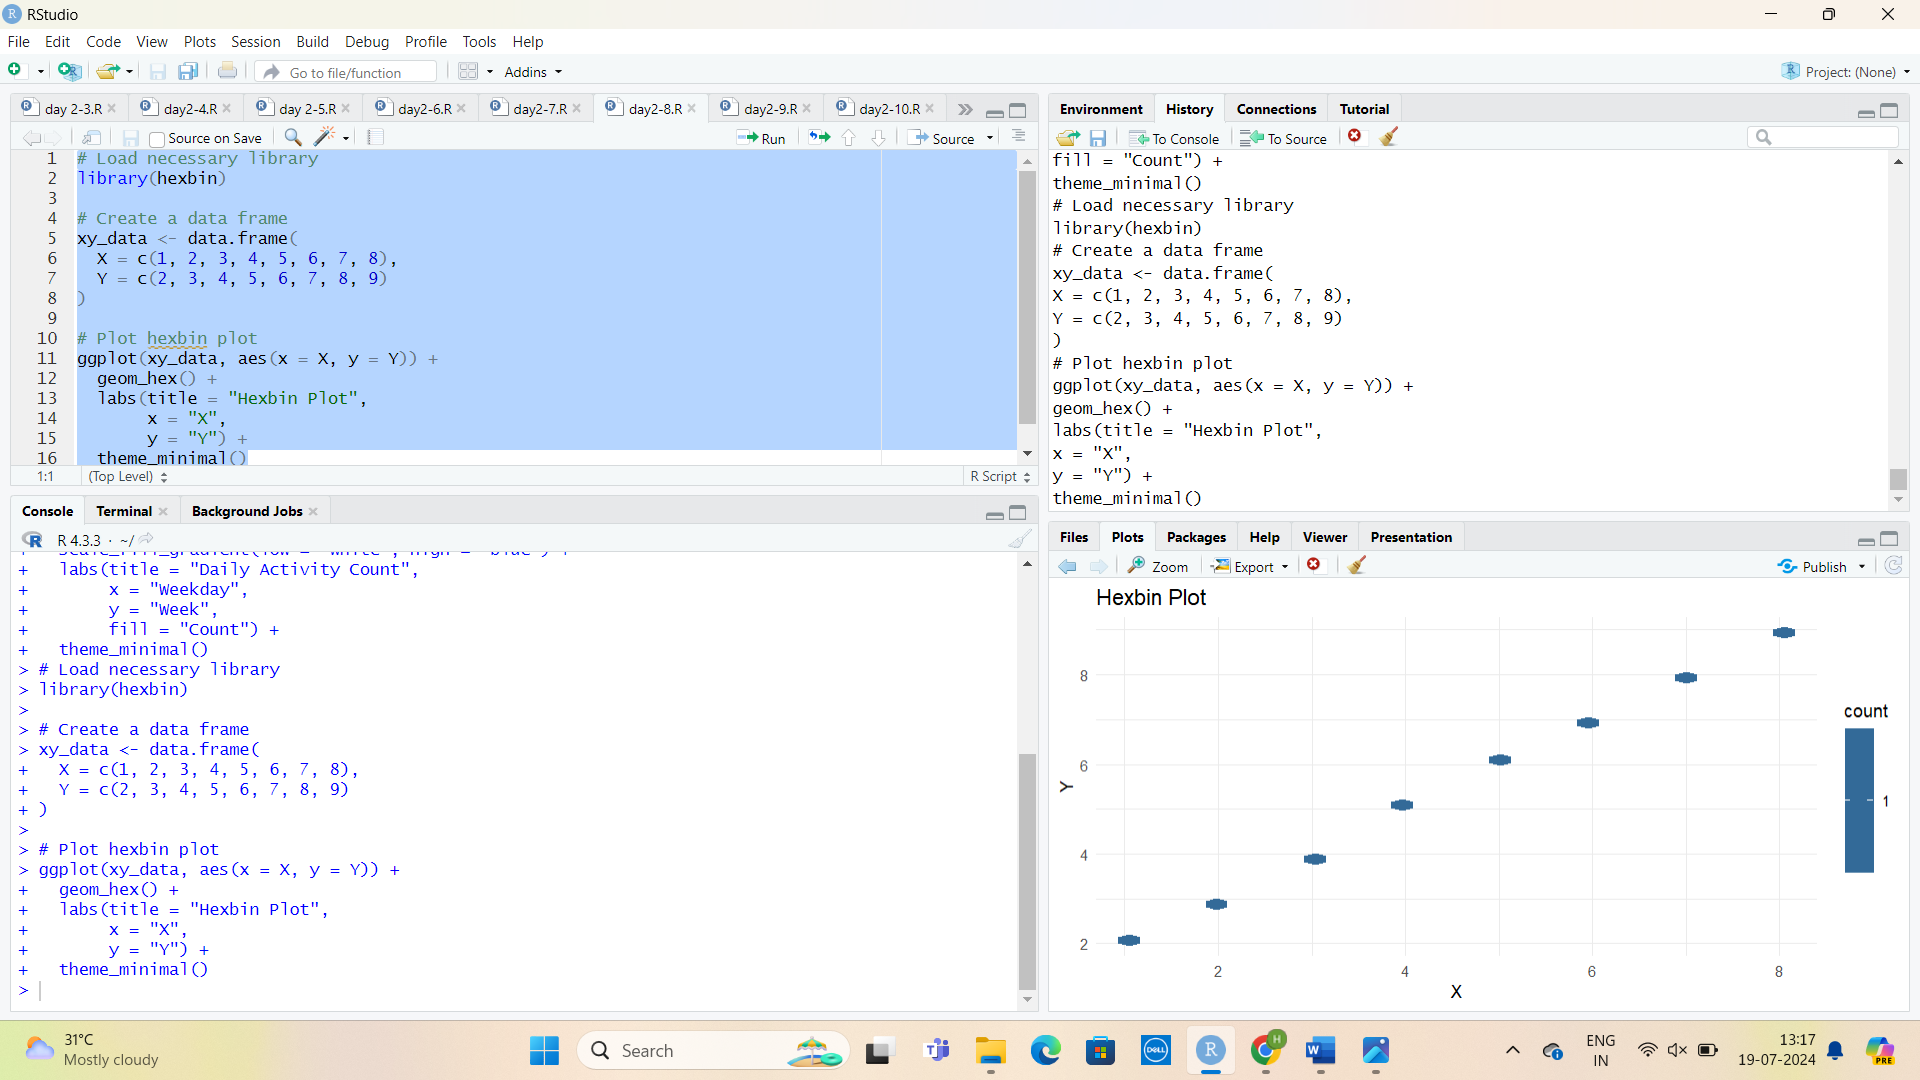 RStudio
File Edit Code View Plots Session Build Debug Profile Tools Help
Go to file/function Addins Project: (None)
day 2-3.R day2-4.R day 2-5.R day2-6.R day2-7.R day2-8.R day2-9.R day2-10.R
Source on Save Run Source
1 # Load necessary library
2 library(hexbin)
3
4 # Create a data frame
5 xy_data <- data.frame(
6 X = c(1, 2, 3, 4, 5, 6, 7, 8),
7 Y = c(2, 3, 4, 5, 6, 7, 8, 9)
8 )
9
10 # Plot hexbin plot
11 ggplot(xy_data, aes(x = X, y = Y)) +
12 geom_hex() +
13 labs(title = "Hexbin Plot",
14 x = "X",
15 y = "Y") +
16 theme_minimal()
1:1 (Top Level) R Script
Console Terminal Background Jobs
R 4.3.3 · ~/
+ labs(title = "Daily Activity Count",
+ x = "Weekday",
+ y = "Week",
+ fill = "Count") +
+ theme_minimal()
> # Load necessary library
> library(hexbin)
>
> # Create a data frame
> xy_data <- data.frame(
+ X = c(1, 2, 3, 4, 5, 6, 7, 8),
+ Y = c(2, 3, 4, 5, 6, 7, 8, 9)
+ )
>
> # Plot hexbin plot
> ggplot(xy_data, aes(x = X, y = Y)) +
+ geom_hex() +
+ labs(title = "Hexbin Plot",
+ x = "X",
+ y = "Y") +
+ theme_minimal()
>
Environment History Connections Tutorial
To Console To Source
fill = "Count") +
theme_minimal()
# Load necessary library
library(hexbin)
# Create a data frame
xy_data <- data.frame(
X = c(1, 2, 3, 4, 5, 6, 7, 8),
Y = c(2, 3, 4, 5, 6, 7, 8, 9)
)
# Plot hexbin plot
ggplot(xy_data, aes(x = X, y = Y)) +
geom_hex() +
labs(title = "Hexbin Plot",
x = "X",
y = "Y") +
theme_minimal()
Files Plots Packages Help Viewer Presentation
Zoom Export Publish
Hexbin Plot
8
6
4
2
Y
2 4 6 8
X
count
1
31°C
Mostly cloudy
Search
DELL
H
PRE
ENG
IN
13:17
19-07-2024